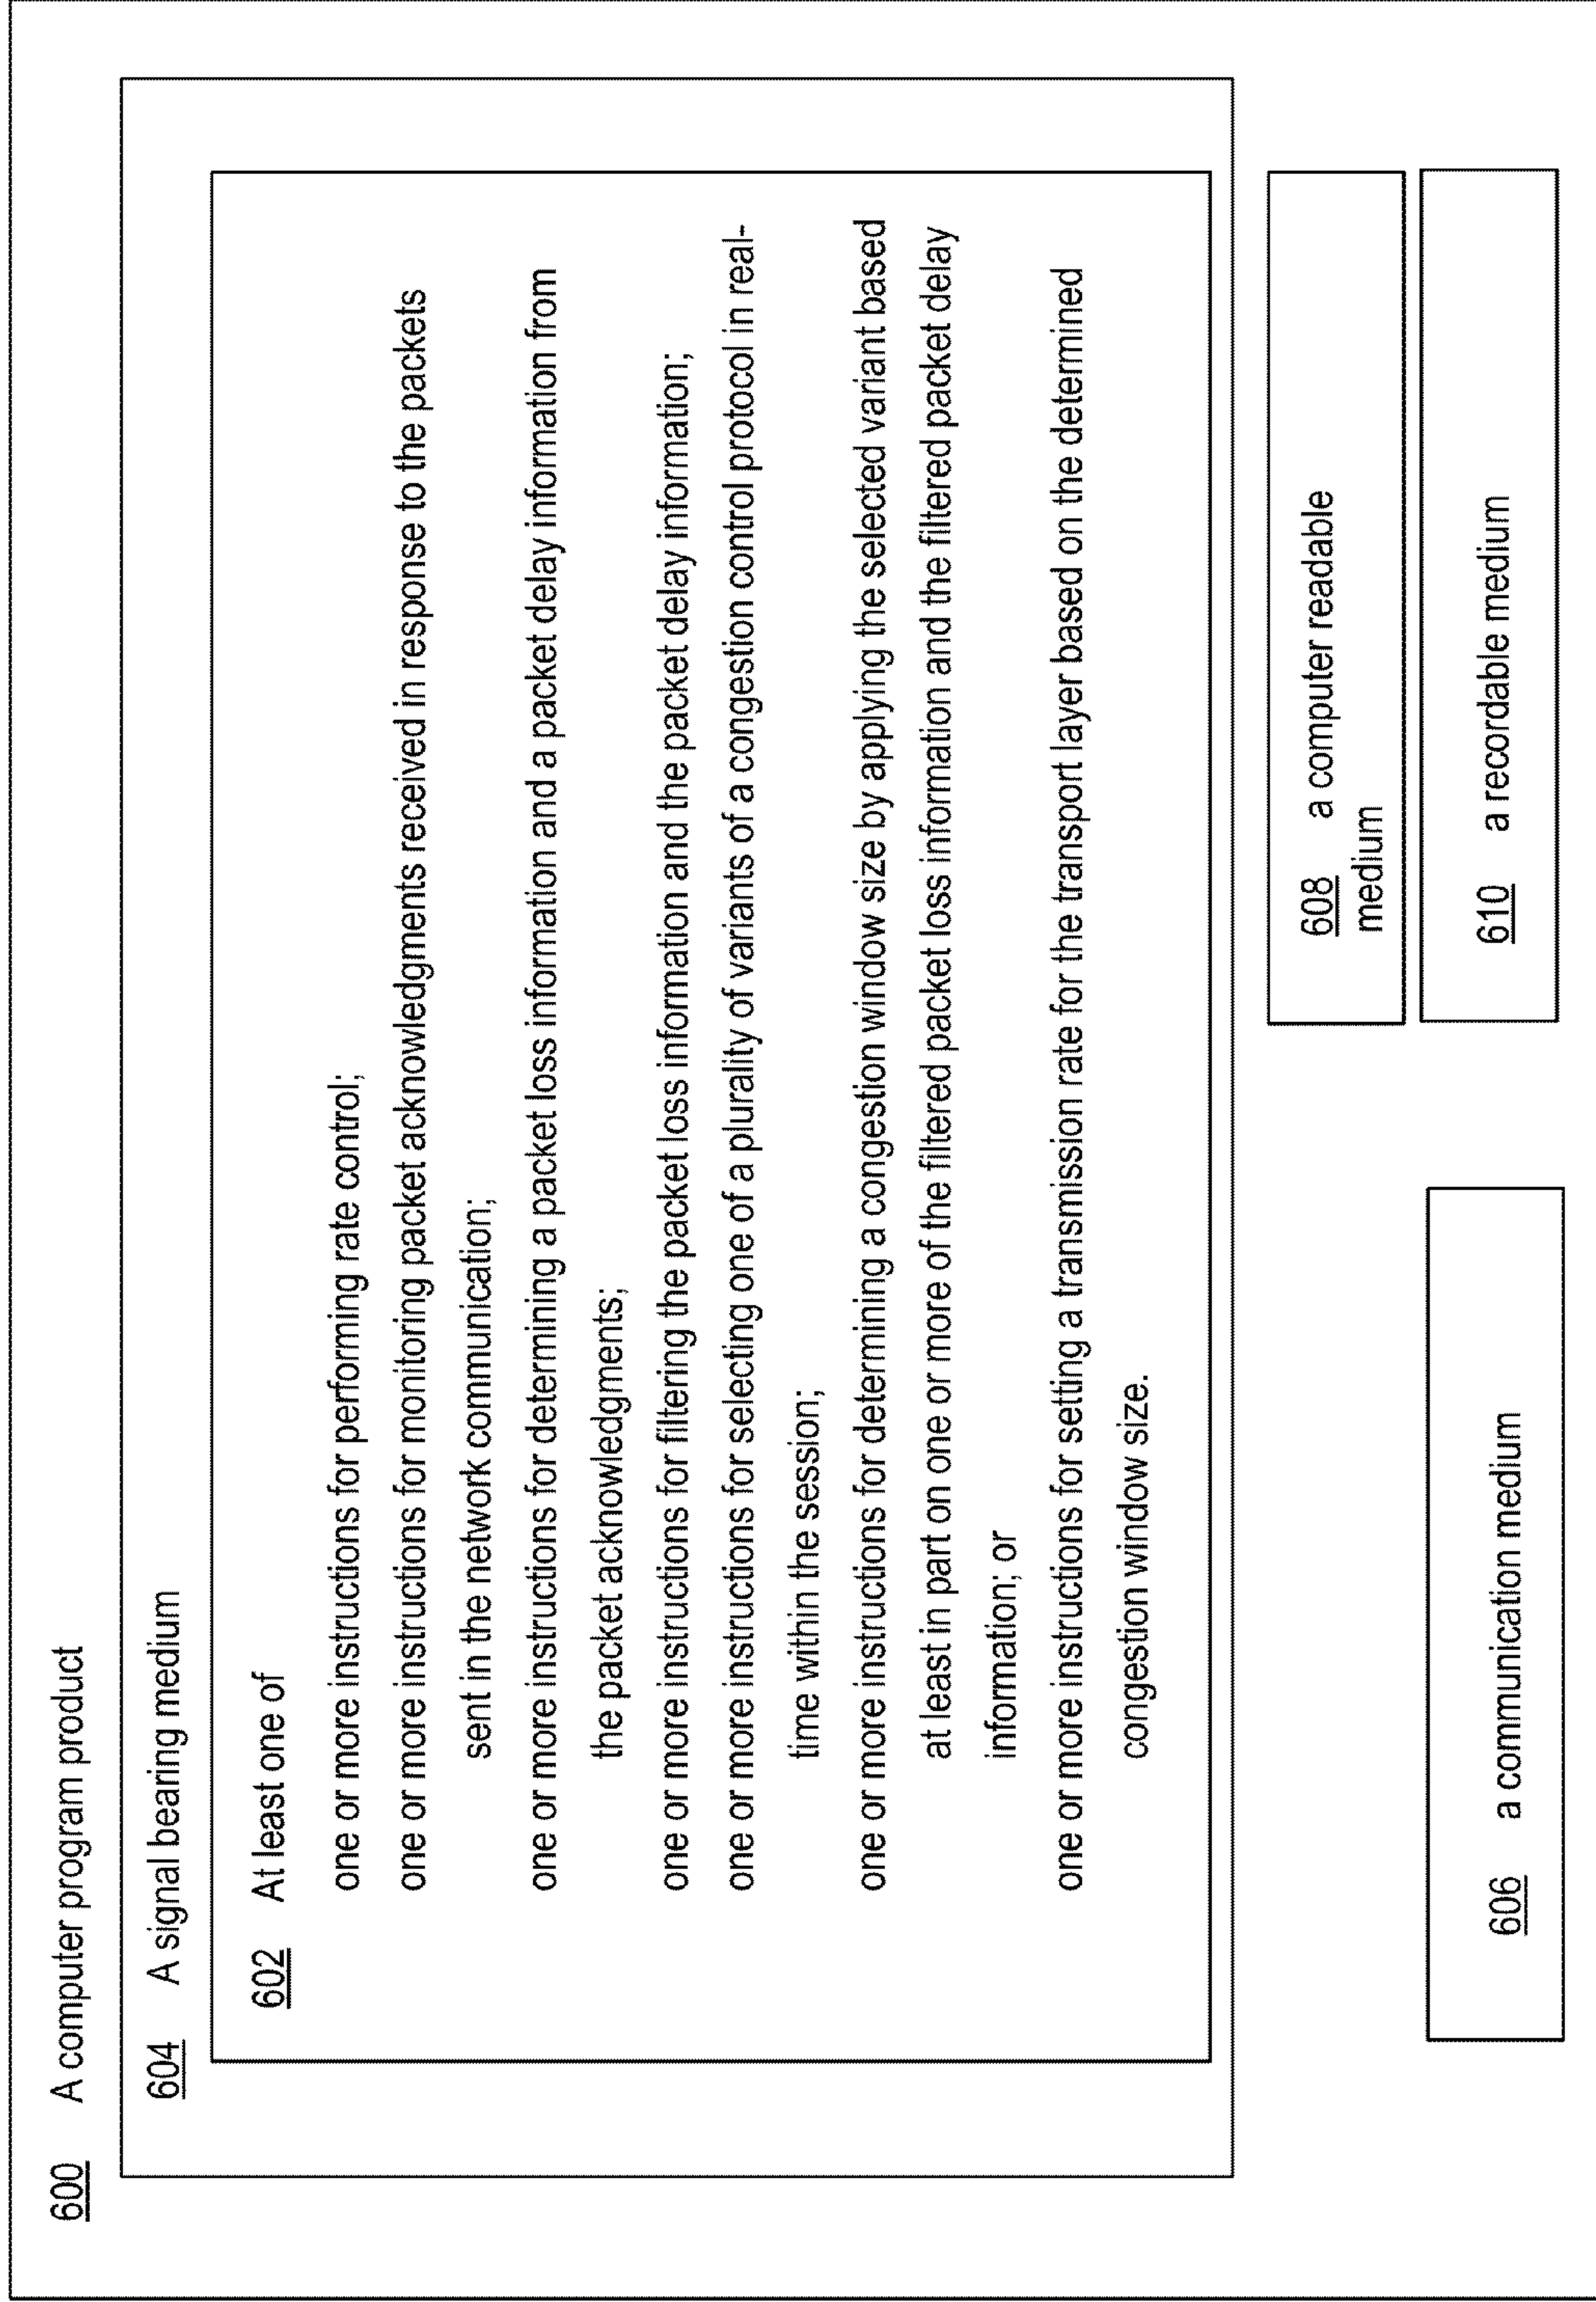 600 A computer program product
604 A signal bearing medium
602 At least one of
one or more instructions for performing rate control;
one or more instructions for monitoring packet acknowledgments received in response to the packets
sent in the network communication;
one or more instructions for determining a packet loss information and a packet delay information from
the packet acknowledgments;
one or more instructions for filtering the packet loss information and the packet delay information;
one or more instructions for selecting one of a plurality of variants of a congestion control protocol in real-
time within the session;
one or more instructions for determining a congestion window size by applying the selected variant based
at least in part on one or more of the filtered packet loss information and the filtered packet delay
information; or
one or more instructions for setting a transmission rate for the transport layer based on the determined
congestion window size.
606 a communication medium
608 a computer readable
medium
610 a recordable medium